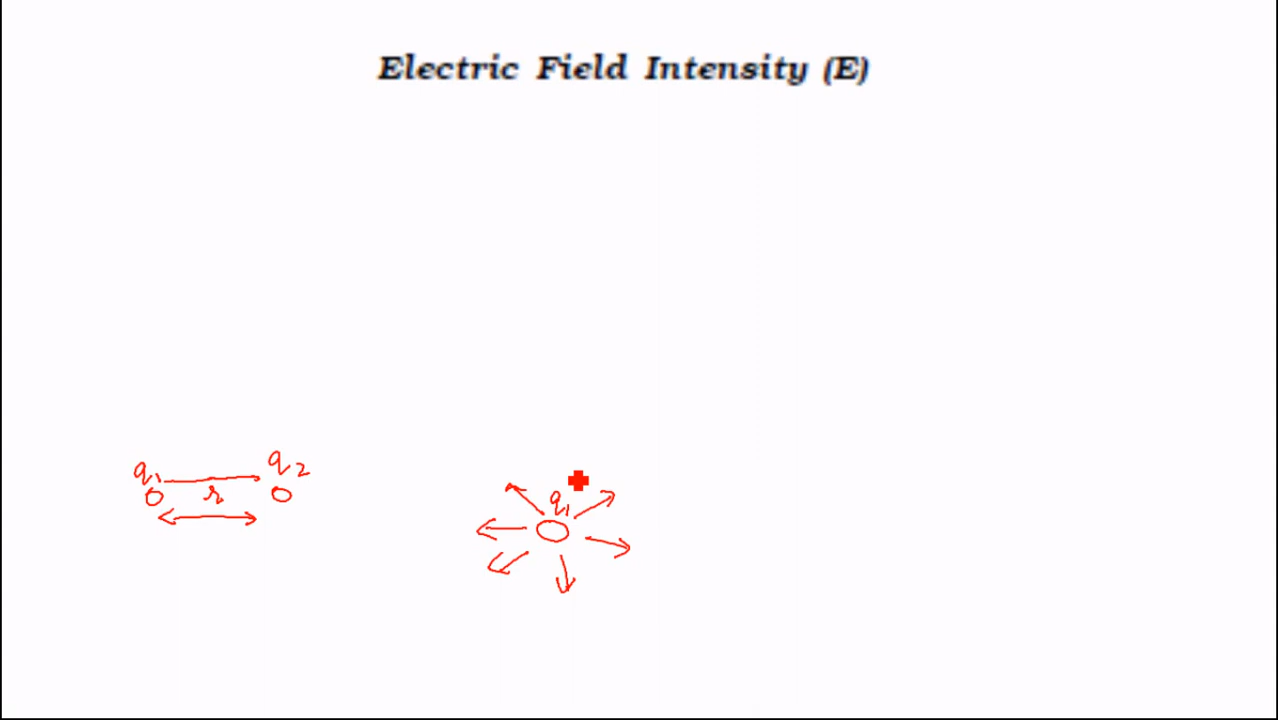 Electric Field Intensity (E)
q₁ q₂
r
q₁